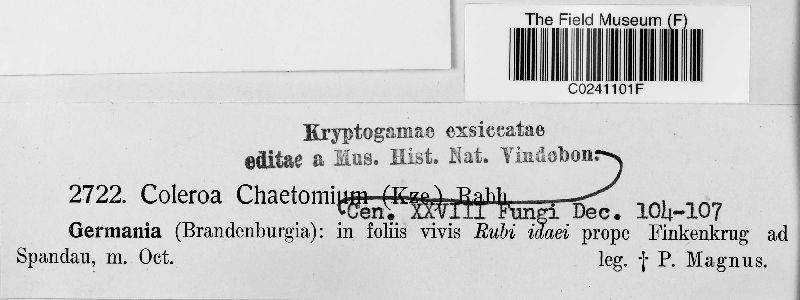 The Field Museum (F)
C0241101F
Kryptogamae exsiccatae
editae a Mus. Hist. Nat. Vindobon.
2722. Coleroa Chaetomium (Kze.) Rabh.
Cen. XXVIII Fungi Dec. 104-107
Germania (Brandenburgia): in foliis vivis Rubi idaei prope Finkenkrug ad
Spandau, m. Oct. leg. † P. Magnus.